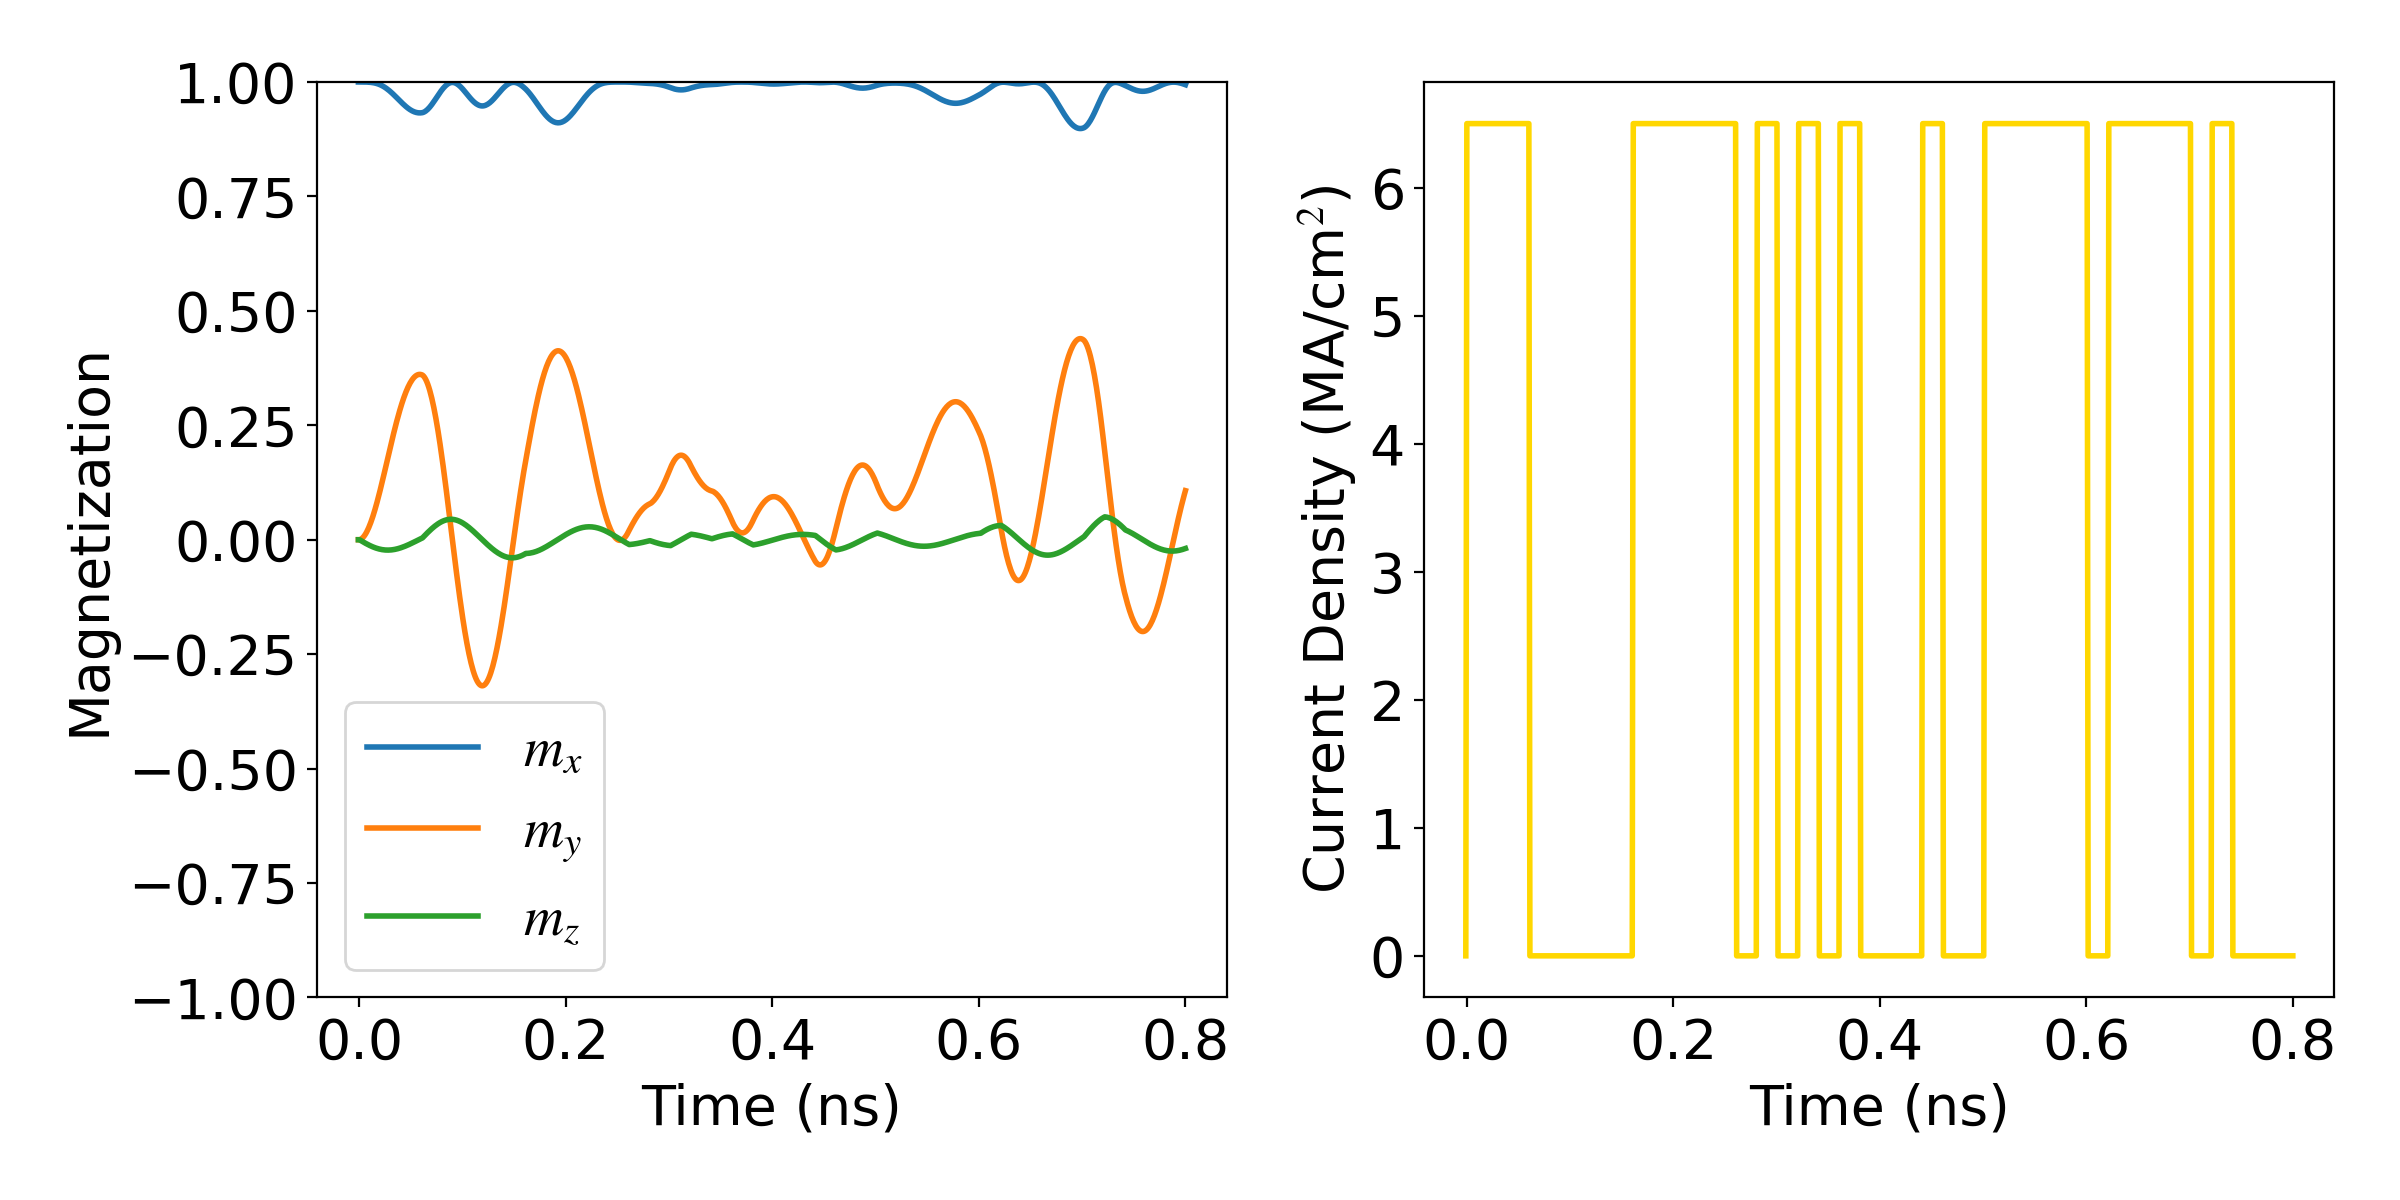 1.00
0.75
0.50
0.25
0.00
−0.25
−0.50
−0.75
−1.00
Magnetization
m_x
m_y
m_z
0.0 0.2 0.4 0.6 0.8
Time (ns)
6
5
4
3
2
1
0
Current Density (MA/cm²)
0.0 0.2 0.4 0.6 0.8
Time (ns)